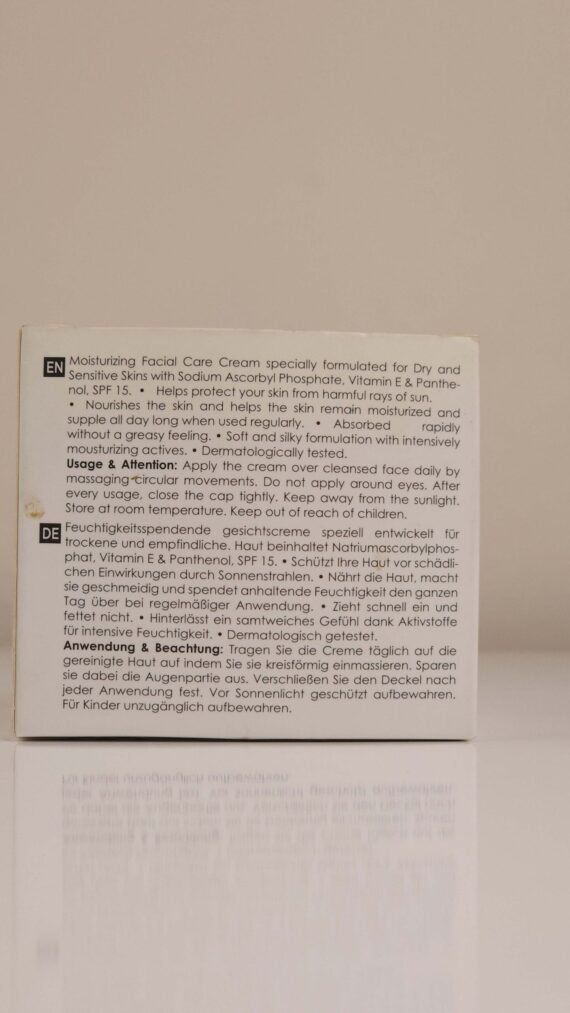 EN Moisturizing Facial Care Cream specially formulated for Dry and
Sensitive Skins with Sodium Ascorbyl Phosphate, Vitamin E & Panthe-
nol, SPF 15. • Helps protect your skin from harmful rays of sun.
• Nourishes the skin and helps the skin remain moisturized and
supple all day long when used regularly. • Absorbed rapidly
without a greasy feeling. • Soft and silky formulation with intensively
mousturizing actives. • Dermatologically tested.
Usage & Attention: Apply the cream over cleansed face daily by
massaging circular movements. Do not apply around eyes. After
every usage, close the cap tightly. Keep away from the sunlight.
Store at room temperature. Keep out of reach of children.
DE Feuchtigkeitsspendende gesichtscreme speziell entwickelt für
trockene und empfindliche. Haut beinhaltet Natriumascorbylphos-
phat, Vitamin E & Panthenol, SPF 15. • Schützt Ihre Haut vor schädli-
chen Einwirkungen durch Sonnenstrahlen. • Nährt die Haut, macht
sie geschmeidig und spendet anhaltende Feuchtigkeit den ganzen
Tag über bei regelmäßiger Anwendung. • Zieht schnell ein und
fettet nicht. • Hinterlässt ein samtweiches Gefühl dank Aktivstoffe
für intensive Feuchtigkeit. • Dermatologisch getestet.
Anwendung & Beachtung: Tragen Sie die Creme täglich auf die
gereinigte Haut auf indem Sie sie kreisförmig einmassieren. Sparen
sie dabei die Augenpartie aus. Verschließen Sie den Deckel nach
jeder Anwendung fest. Vor Sonnenlicht geschützt aufbewahren.
Für Kinder unzugänglich aufbewahren.